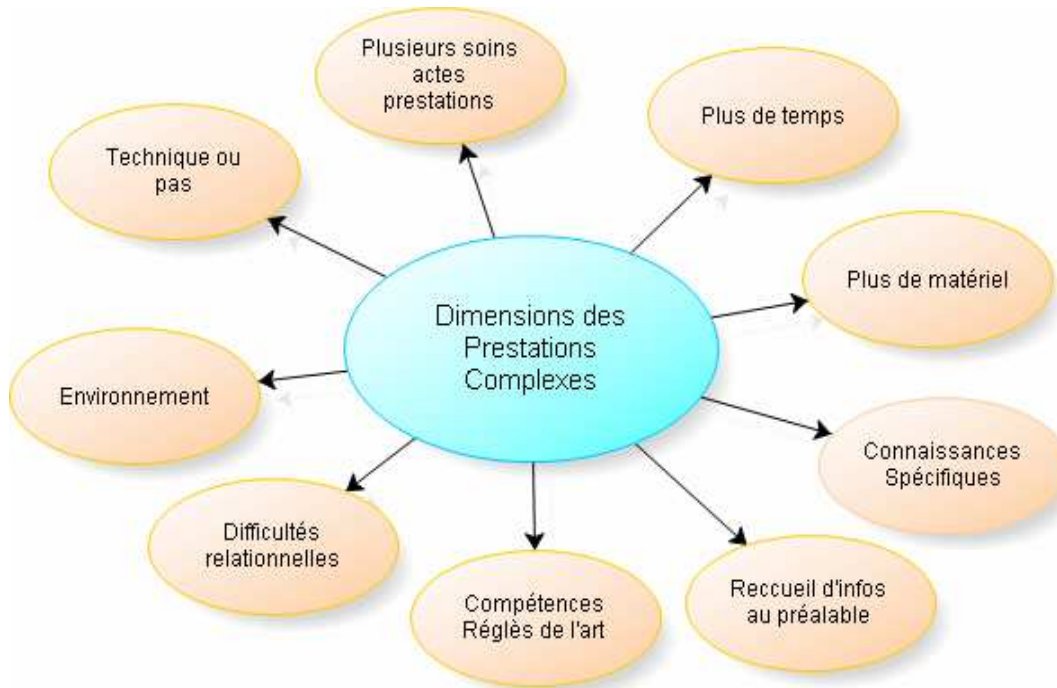 Plusieurs soins
actes
prestations
Plus de temps
Technique ou
pas
Plus de matériel
Dimensions des
Prestations
Complexes
Environnement
Connaissances
Spécifiques
Difficultés
relationnelles
Compétences
Réglès de l'art
Reccueil d'infos
au préalable